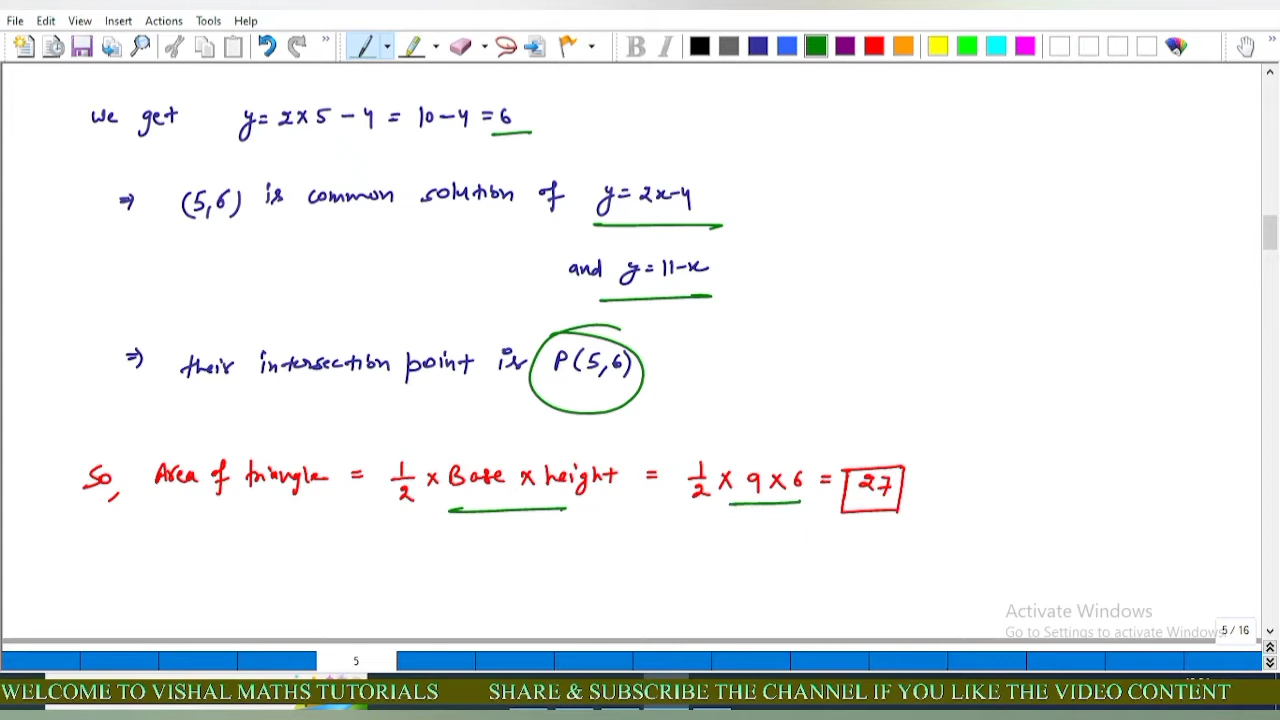 File Edit View Insert Actions Tools Help
B I
We get y = 2×5 - 4 = 10-4 = 6
⇒ (5,6) is common solution of y = 2x-4
and y = 11-x
⇒ their intersection point is P(5,6)
So, Area of triangle = 1/2 × Base × height = 1/2 × 9 × 6 = 27
Activate Windows
Go to Settings to activate Windows.
5 / 16
5
WELCOME TO VISHAL MATHS TUTORIALS SHARE & SUBSCRIBE THE CHANNEL IF YOU LIKE THE VIDEO CONTENT